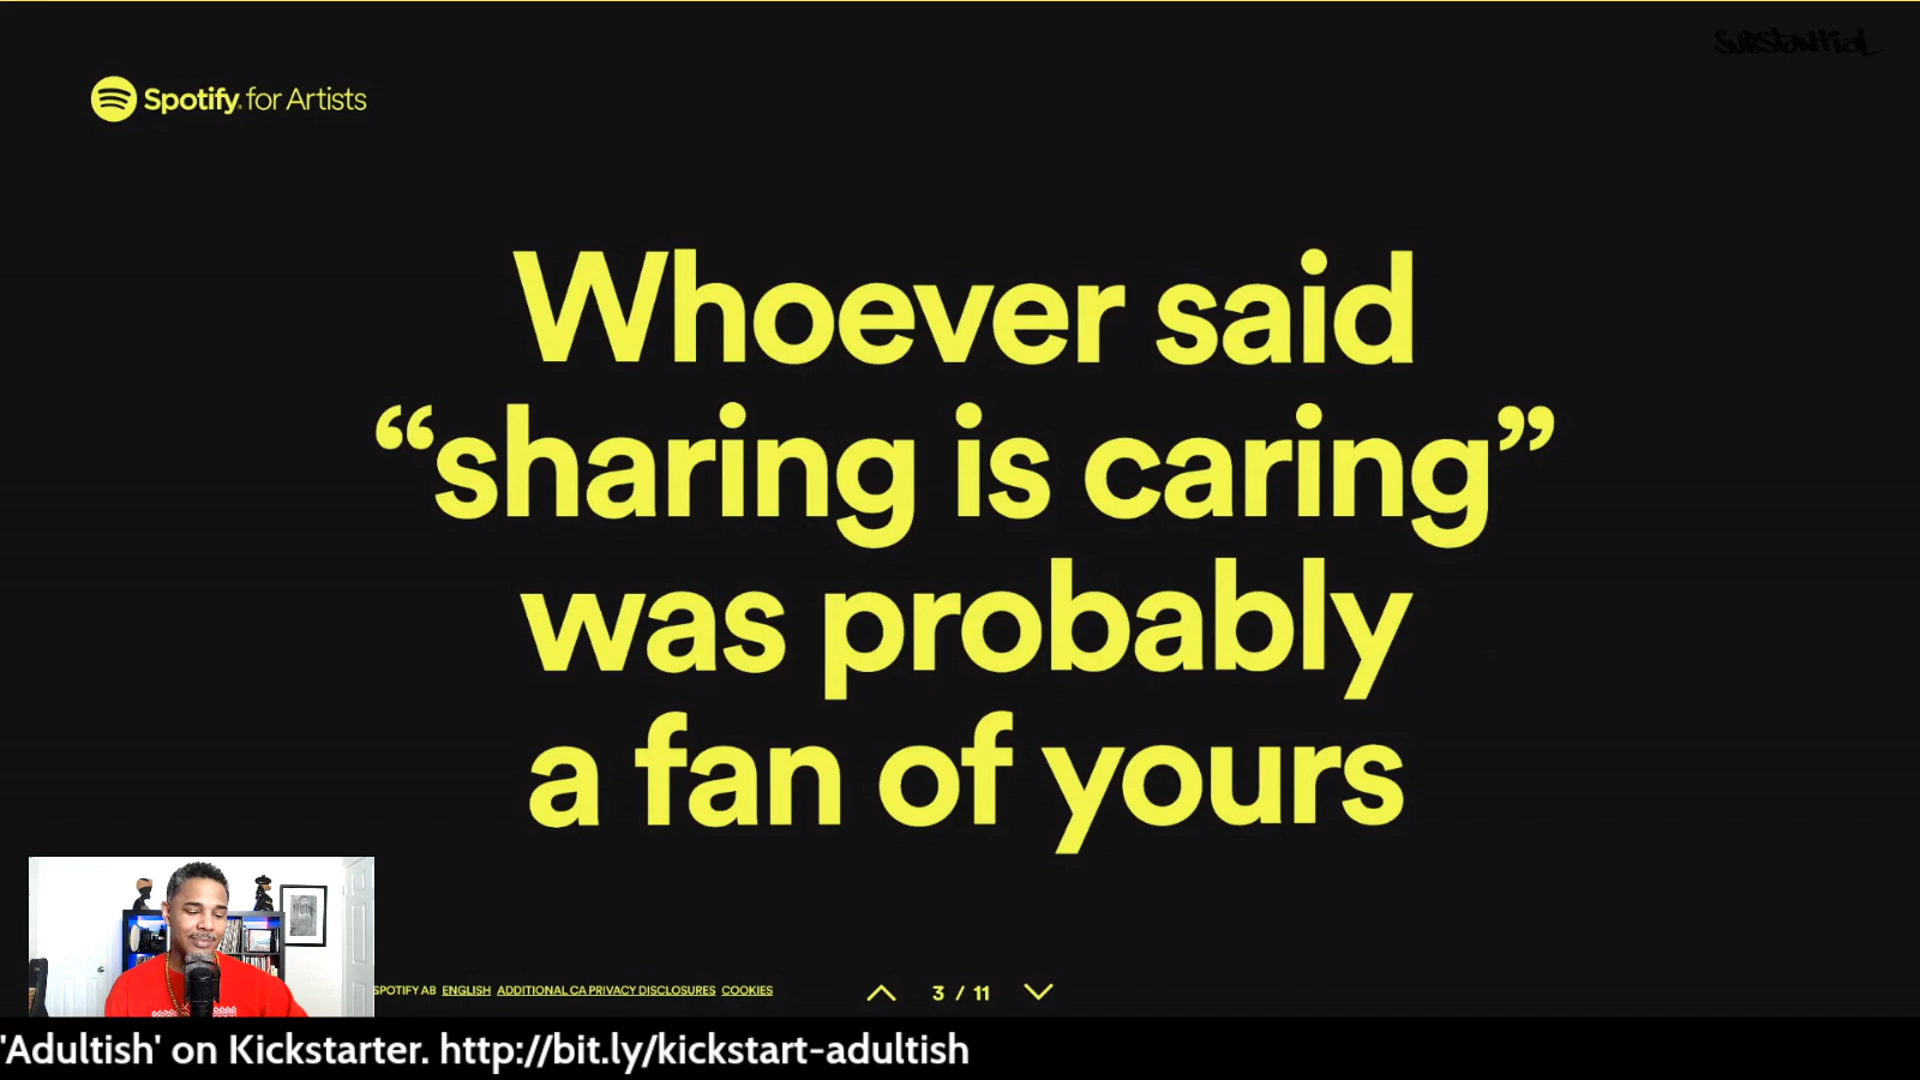 SUBSTANTIAL
Spotify for Artists
Whoever said
“sharing is caring”
was probably
a fan of yours
SPOTIFY AB ENGLISH ADDITIONAL CA PRIVACY DISCLOSURES COOKIES
3 / 11
'Adultish' on Kickstarter. http://bit.ly/kickstart-adultish